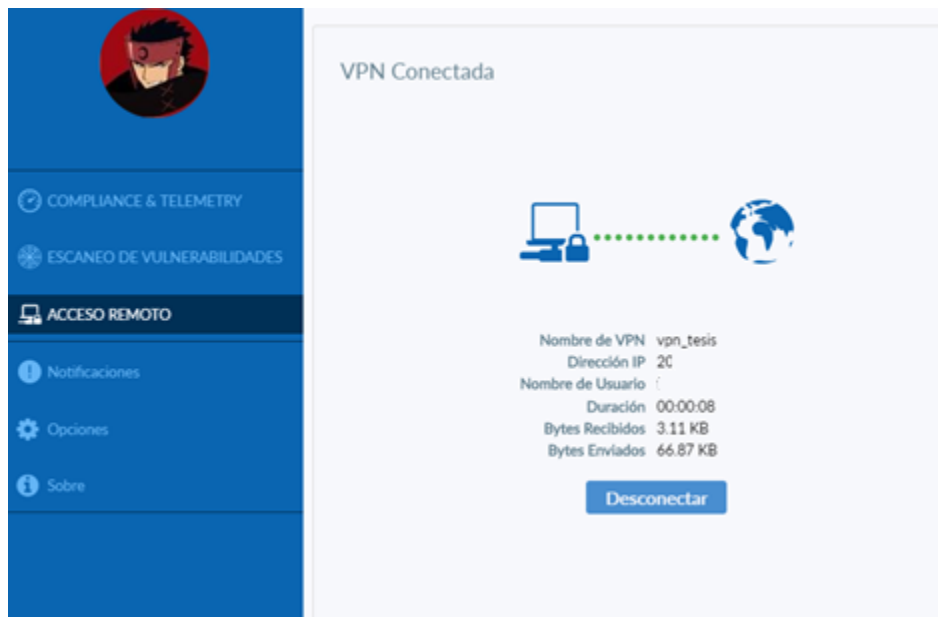 VPN Conectada
COMPLIANCE & TELEMETRY
ESCANEO DE VULNERABILIDADES
ACCESO REMOTO
Notificaciones
Opciones
Sobre
Nombre de VPN vpn_tesis
Dirección IP 20
Nombre de Usuario
Duración 00:00:08
Bytes Recibidos 3.11 KB
Bytes Enviados 66.87 KB
Desconectar